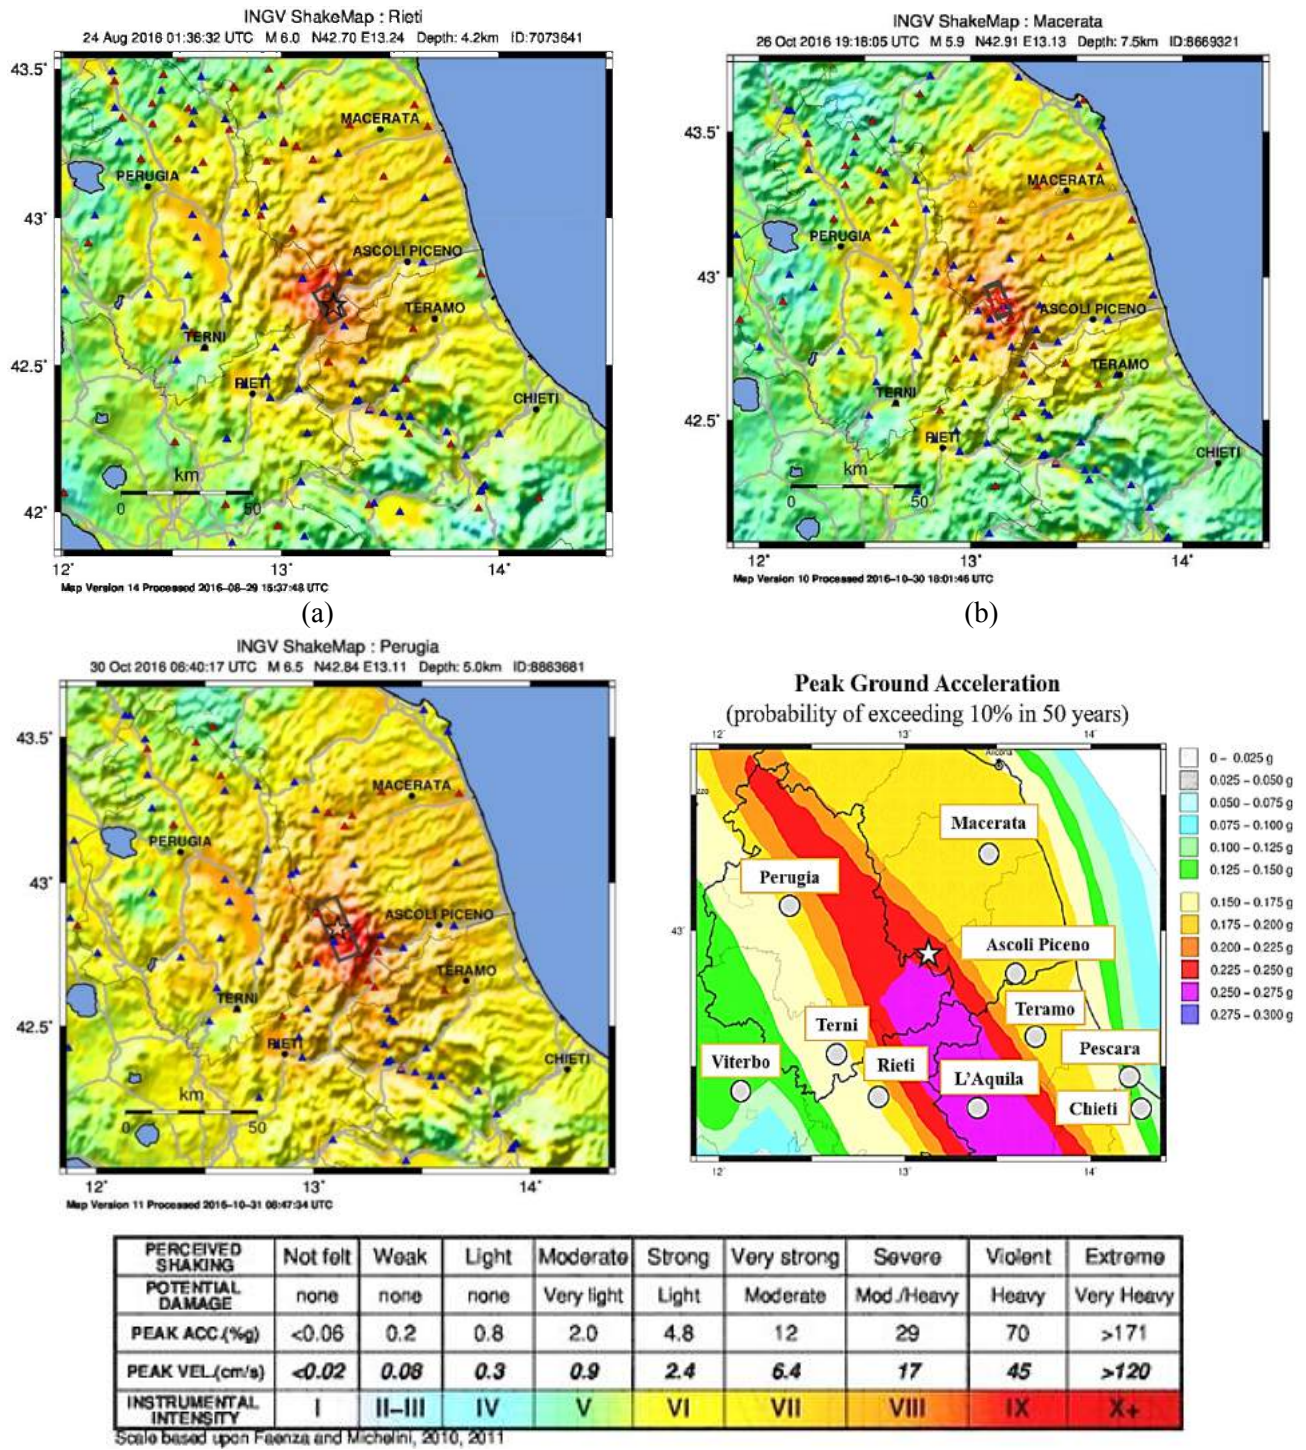 INGV ShakeMap : Rieti
24 Aug 2016 01:36:32 UTC M 6.0 N42.70 E13.24 Depth: 4.2km ID:7073641
43.5°
43°
42.5°
42°
MACERATA
PERUGIA
ASCOLI PICENO
TERAMO
TERNI
RIETI
CHIETI
km
0 50
12° 13° 14°
Map Version 14 Processed 2016-08-29 15:37:48 UTC
(a)
INGV ShakeMap : Macerata
26 Oct 2016 19:18:05 UTC M 5.9 N42.91 E13.13 Depth: 7.5km ID:8669321
43.5°
43°
42.5°
MACERATA
PERUGIA
ASCOLI PICENO
TERAMO
TERNI
RIETI
CHIETI
km
0 50
12° 13° 14°
Map Version 10 Processed 2016-10-30 18:01:46 UTC
(b)
INGV ShakeMap : Perugia
30 Oct 2016 06:40:17 UTC M 6.5 N42.84 E13.11 Depth: 5.0km ID:8863681
43.5°
43°
42.5°
MACERATA
PERUGIA
ASCOLI PICENO
TERAMO
TERNI
RIETI
CHIETI
km
0 50
12° 13° 14°
Map Version 11 Processed 2016-10-31 08:47:34 UTC
Peak Ground Acceleration
(probability of exceeding 10% in 50 years)
12° 13° 14°
Ancona
43°
Macerata
Perugia
Ascoli Piceno
Terni
Teramo
Viterbo
Rieti
L'Aquila
Pescara
Chieti
12° 13° 14°
0 – 0.025 g
0.025 – 0.050 g
0.050 – 0.075 g
0.075 – 0.100 g
0.100 – 0.125 g
0.125 – 0.150 g
0.150 – 0.175 g
0.175 – 0.200 g
0.200 – 0.225 g
0.225 – 0.250 g
0.250 – 0.275 g
0.275 – 0.300 g
PERCEIVED SHAKING Not felt Weak Light Moderate Strong Very strong Severe Violent Extreme
POTENTIAL DAMAGE none none none Very light Light Moderate Mod./Heavy Heavy Very Heavy
PEAK ACC.(%g) <0.06 0.2 0.8 2.0 4.8 12 29 70 >171
PEAK VEL.(cm/s) <0.02 0.08 0.3 0.9 2.4 6.4 17 45 >120
INSTRUMENTAL INTENSITY I II–III IV V VI VII VIII IX X+
Scale based upon Faenza and Michelini, 2010, 2011